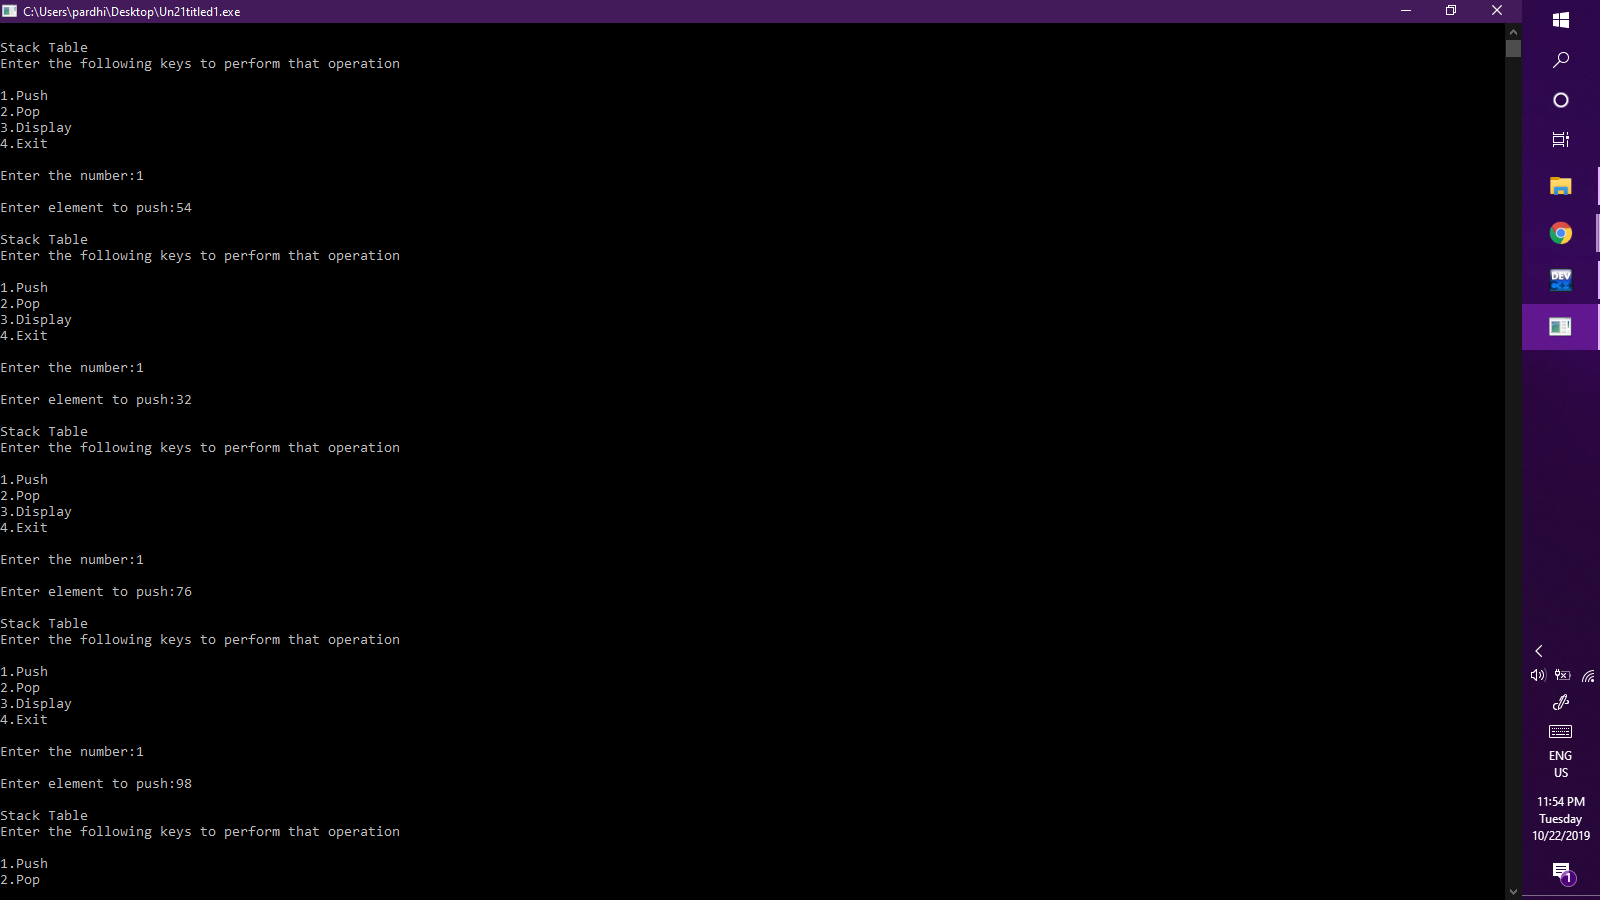 C:\Users\pardhi\Desktop\Un21titled1.exe
Stack Table
Enter the following keys to perform that operation
1.Push
2.Pop
3.Display
4.Exit
Enter the number:1
Enter element to push:54
Stack Table
Enter the following keys to perform that operation
1.Push
2.Pop
3.Display
4.Exit
Enter the number:1
Enter element to push:32
Stack Table
Enter the following keys to perform that operation
1.Push
2.Pop
3.Display
4.Exit
Enter the number:1
Enter element to push:76
Stack Table
Enter the following keys to perform that operation
1.Push
2.Pop
3.Display
4.Exit
Enter the number:1
Enter element to push:98
Stack Table
Enter the following keys to perform that operation
1.Push
2.Pop
DEV
C++
ENG
US
11:54 PM
Tuesday
10/22/2019
1